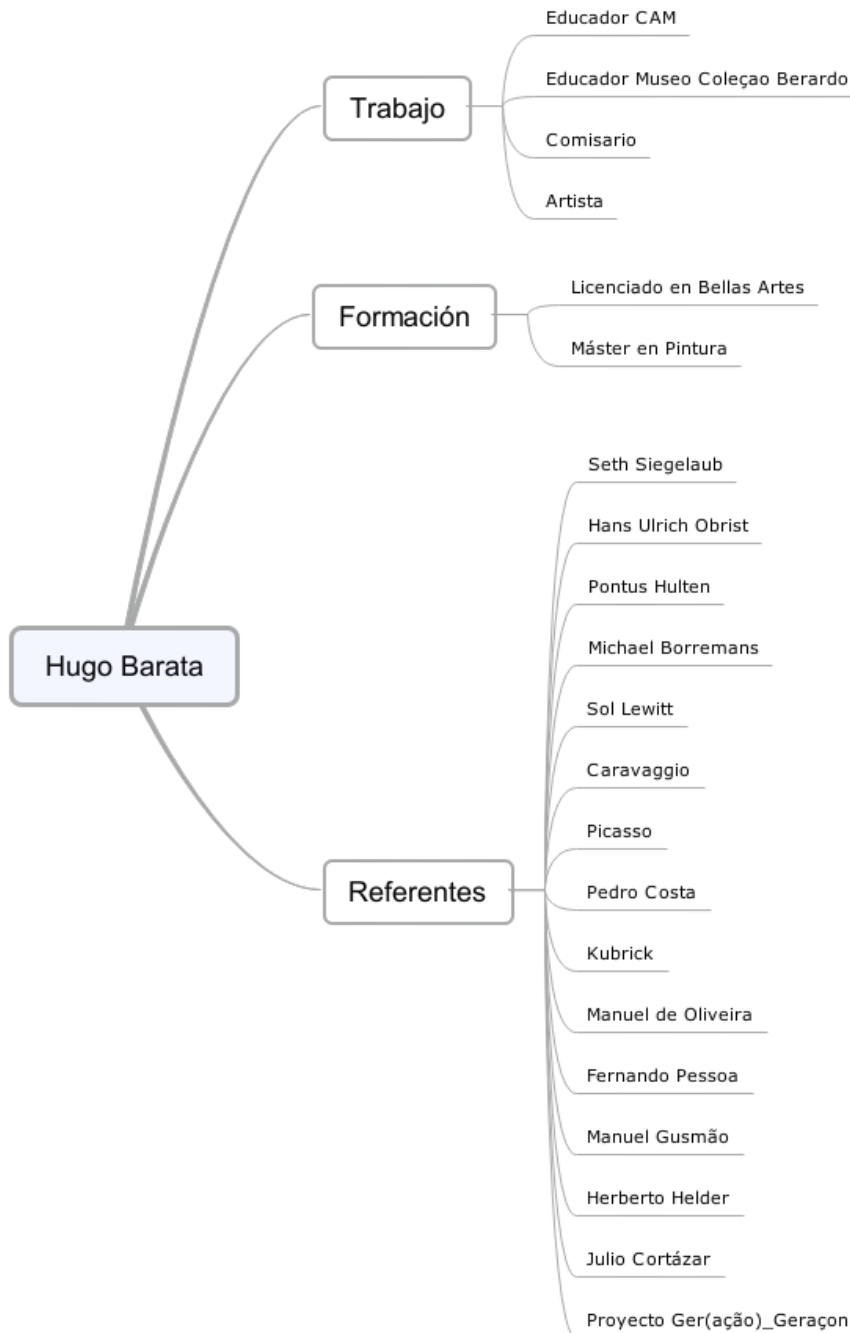 Hugo Barata
Trabajo
Educador CAM
Educador Museo Coleçao Berardo
Comisario
Artista
Formación
Licenciado en Bellas Artes
Máster en Pintura
Referentes
Seth Siegelaub
Hans Ulrich Obrist
Pontus Hulten
Michael Borremans
Sol Lewitt
Caravaggio
Picasso
Pedro Costa
Kubrick
Manuel de Oliveira
Fernando Pessoa
Manuel Gusmão
Herberto Helder
Julio Cortázar
Proyecto Ger(ação)_Geraçon